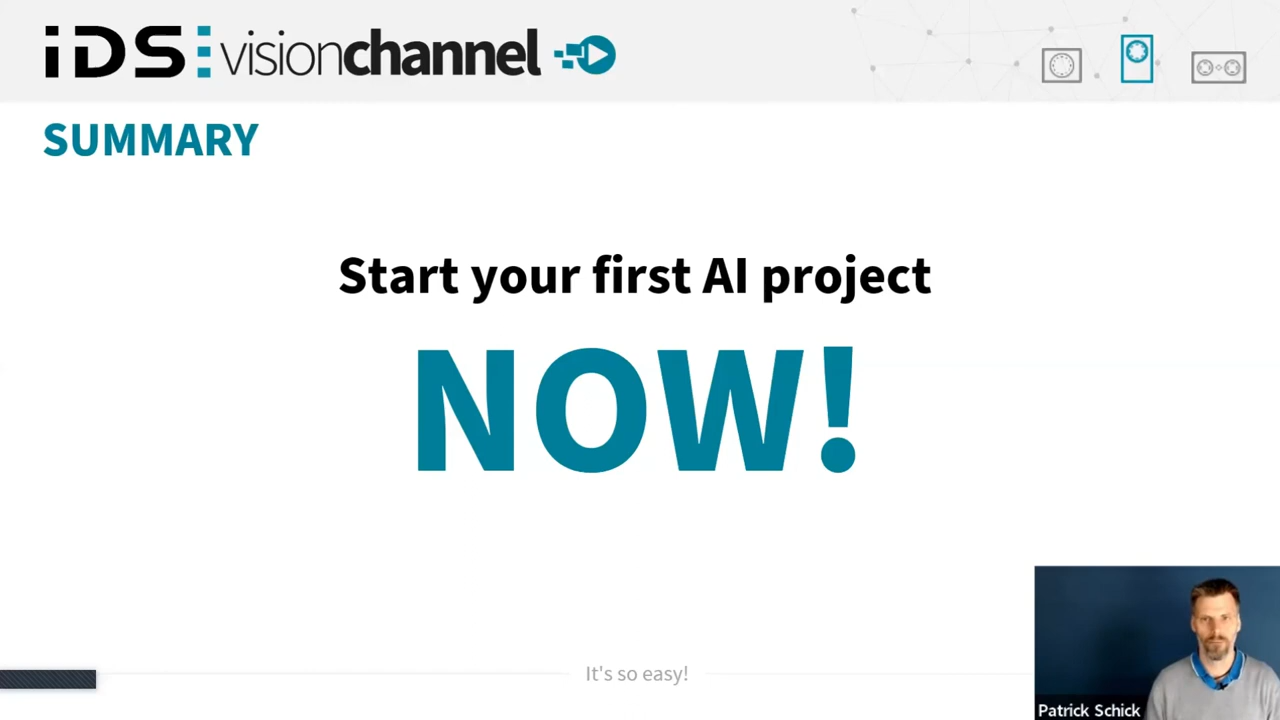 iDS visionchannel
SUMMARY
Start your first AI project
NOW!
It's so easy!
Patrick Schick